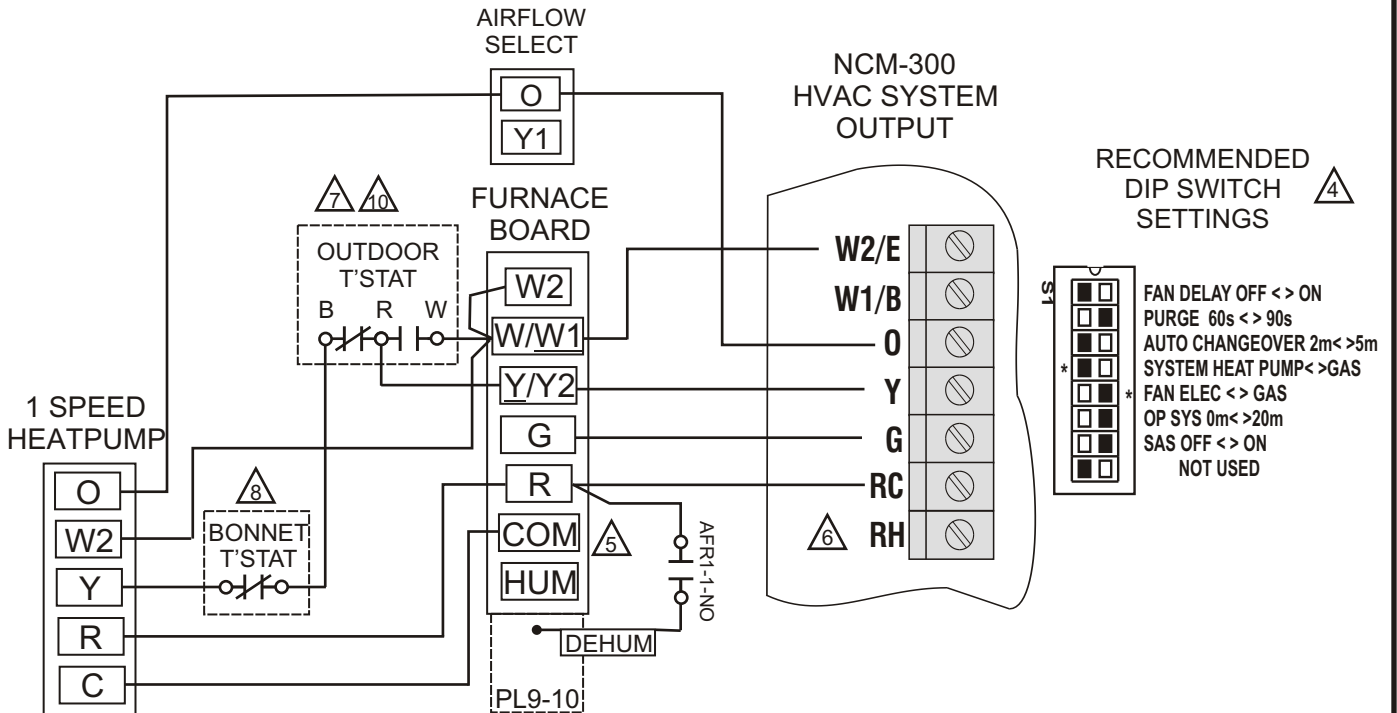 AIRFLOW
SELECT
O
Y1
NCM-300
HVAC SYSTEM
OUTPUT
RECOMMENDED
DIP SWITCH
SETTINGS
4
7
10
OUTDOOR
T'STAT
B R W
FURNACE
BOARD
W2
W/W1
Y/Y2
G
R
COM
HUM
5
DEHUM
PL9-10
AFR1-1-NO
W2/E
W1/B
O
Y
G
RC
RH
6
S1
FAN DELAY OFF < > ON
PURGE 60s < > 90s
AUTO CHANGEOVER 2m< >5m
* SYSTEM HEAT PUMP< >GAS
* FAN ELEC < > GAS
OP SYS 0m< >20m
SAS OFF < > ON
NOT USED
1 SPEED
HEATPUMP
O
W2
Y
R
C
8
BONNET
T'STAT